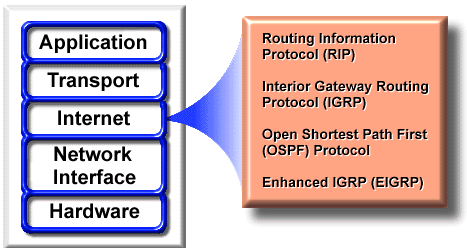 Application
Transport
Internet
Network
Interface
Hardware
Routing Information
Protocol (RIP)
Interior Gateway Routing
Protocol (IGRP)
Open Shortest Path First
(OSPF) Protocol
Enhanced IGRP (EIGRP)